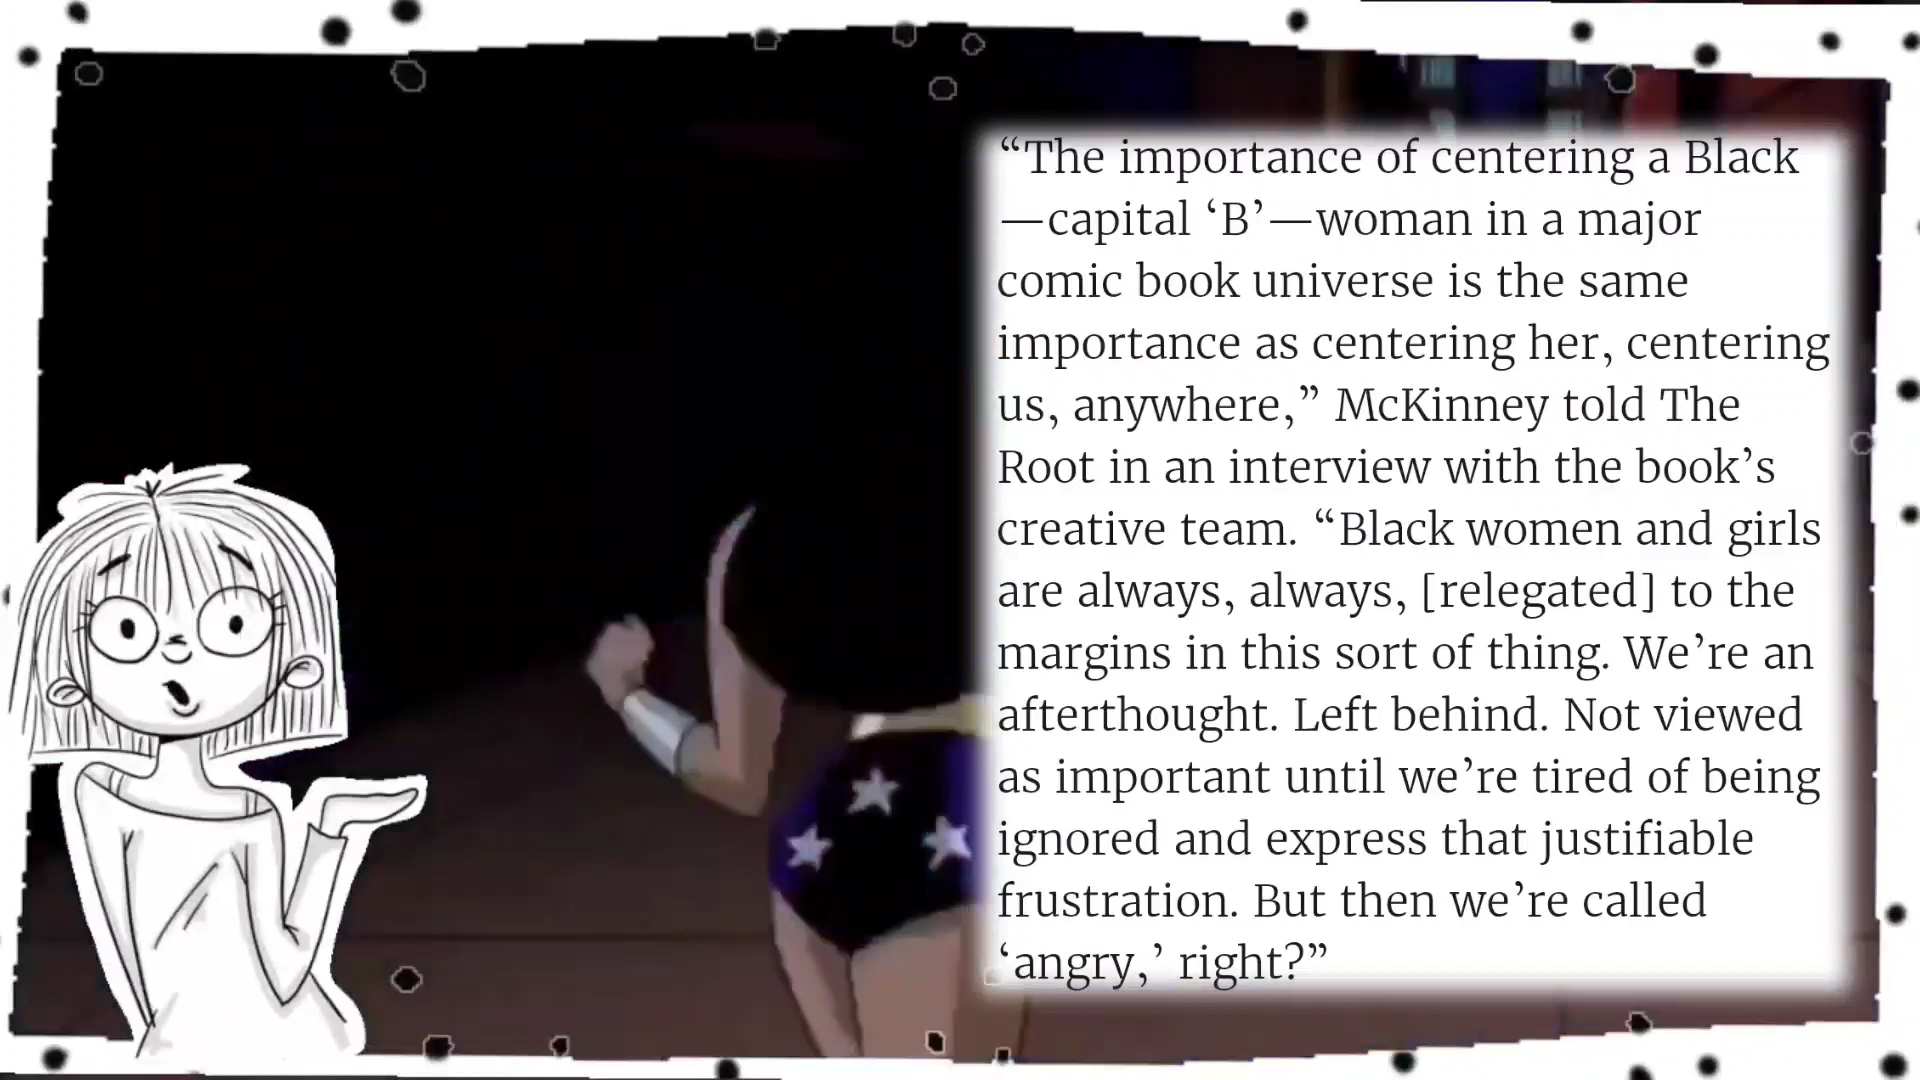 “The importance of centering a Black
—capital ‘B’—woman in a major
comic book universe is the same
importance as centering her, centering
us, anywhere,” McKinney told The
Root in an interview with the book’s
creative team. “Black women and girls
are always, always, [relegated] to the
margins in this sort of thing. We’re an
afterthought. Left behind. Not viewed
as important until we’re tired of being
ignored and express that justifiable
frustration. But then we’re called
‘angry,’ right?”